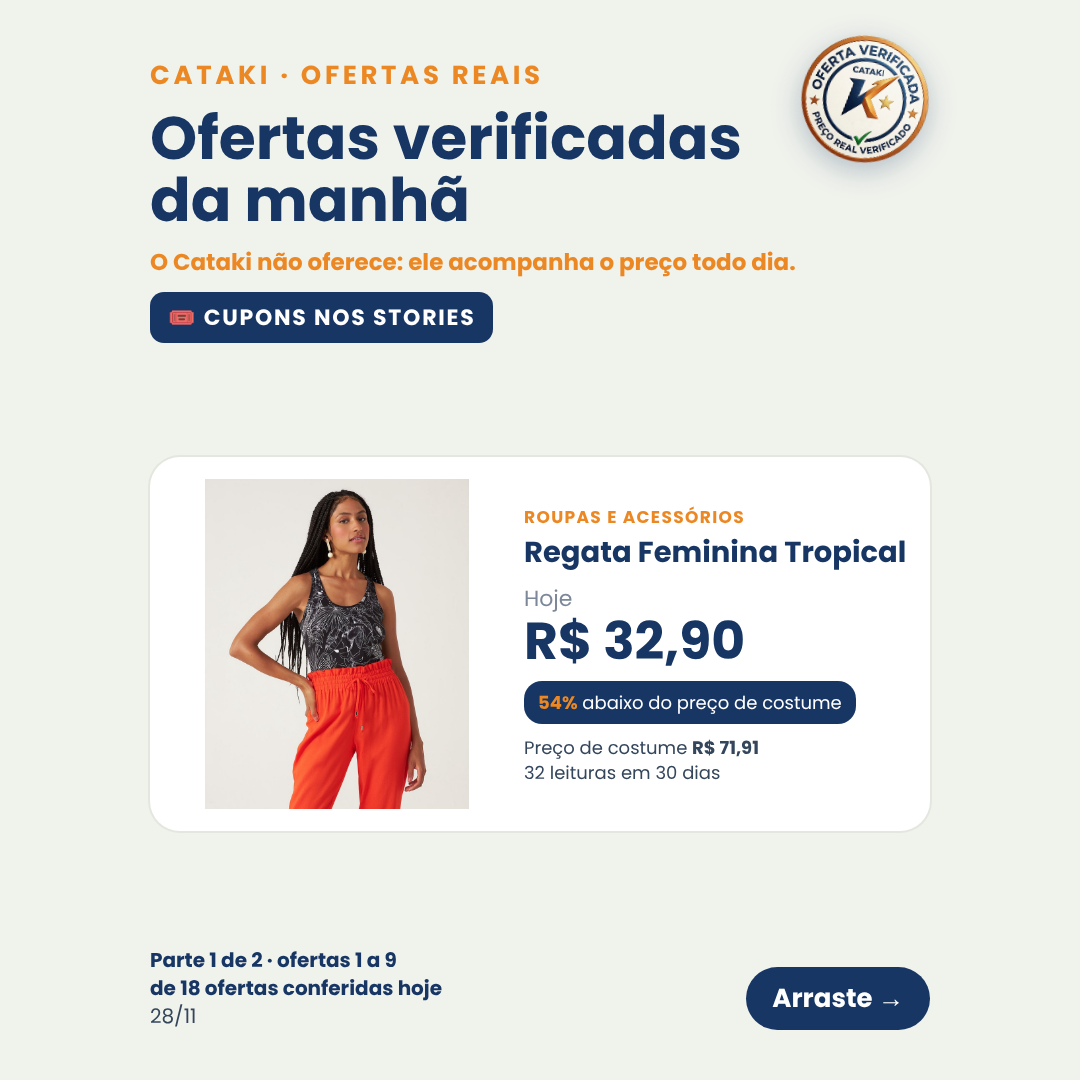 CATAKI · OFERTAS REAIS
OFERTA VERIFICADA
CATAKI
PREÇO REAL VERIFICADO
Ofertas verificadas
da manhã
O Cataki não oferece: ele acompanha o preço todo dia.
CUPONS NOS STORIES
ROUPAS E ACESSÓRIOS
Regata Feminina Tropical
Hoje
R$ 32,90
54% abaixo do preço de costume
Preço de costume R$ 71,91
32 leituras em 30 dias
Parte 1 de 2 · ofertas 1 a 9
de 18 ofertas conferidas hoje
28/11
Arraste →